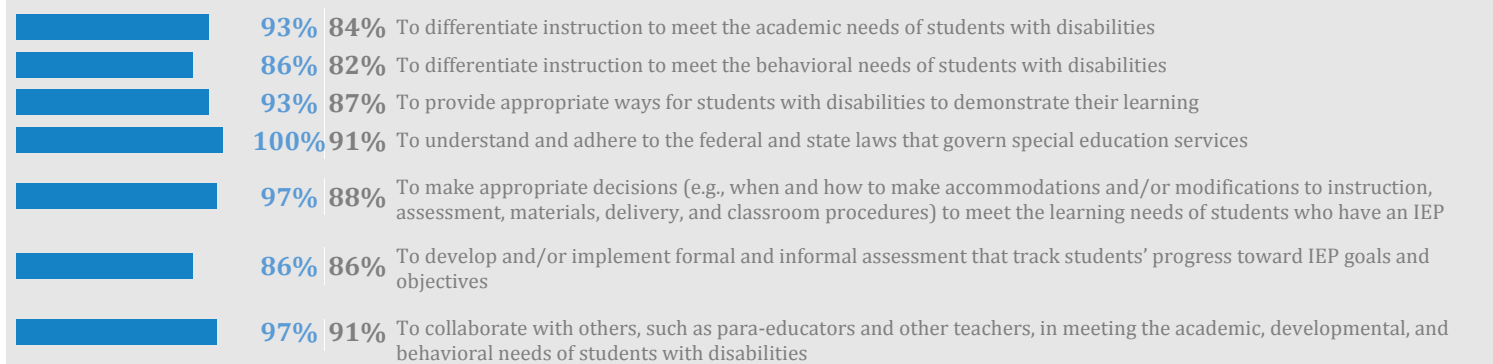 93% 84% To differentiate instruction to meet the academic needs of students with disabilities
86% 82% To differentiate instruction to meet the behavioral needs of students with disabilities
93% 87% To provide appropriate ways for students with disabilities to demonstrate their learning
100% 91% To understand and adhere to the federal and state laws that govern special education services
97% 88% To make appropriate decisions (e.g., when and how to make accommodations and/or modifications to instruction,
assessment, materials, delivery, and classroom procedures) to meet the learning needs of students who have an IEP
86% 86% To develop and/or implement formal and informal assessment that track students’ progress toward IEP goals and
objectives
97% 91% To collaborate with others, such as para-educators and other teachers, in meeting the academic, developmental, and
behavioral needs of students with disabilities